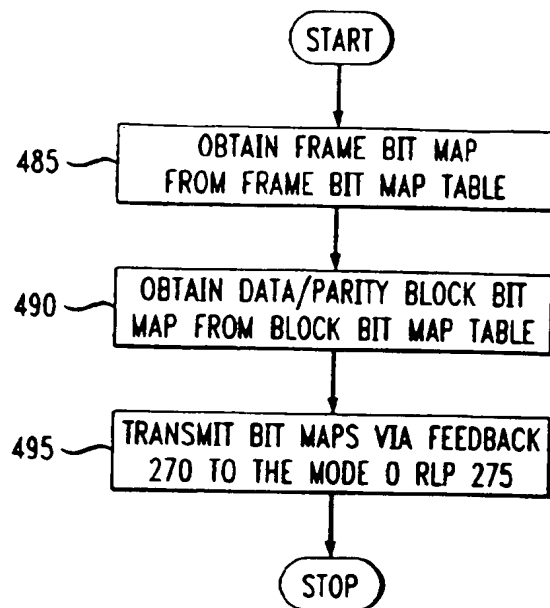 START
485
OBTAIN FRAME BIT MAP
FROM FRAME BIT MAP TABLE
490
OBTAIN DATA/PARITY BLOCK BIT
MAP FROM BLOCK BIT MAP TABLE
495
TRANSMIT BIT MAPS VIA FEEDBACK
270 TO THE MODE 0 RLP 275
STOP